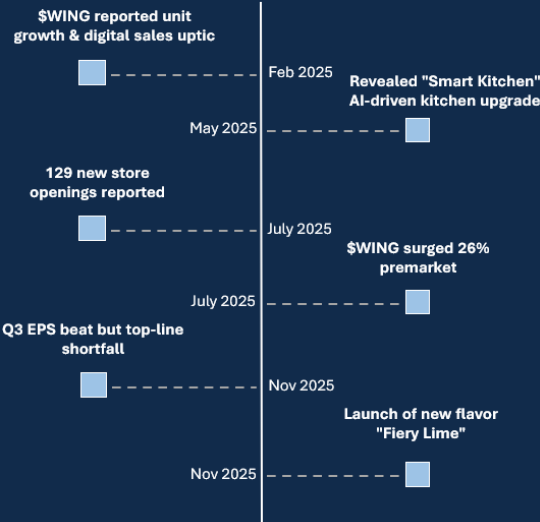 $WING reported unit
growth & digital sales uptic
Feb 2025
Revealed "Smart Kitchen"
AI-driven kitchen upgrade
May 2025
129 new store
openings reported
July 2025
$WING surged 26%
premarket
July 2025
Q3 EPS beat but top-line
shortfall
Nov 2025
Launch of new flavor
"Fiery Lime"
Nov 2025